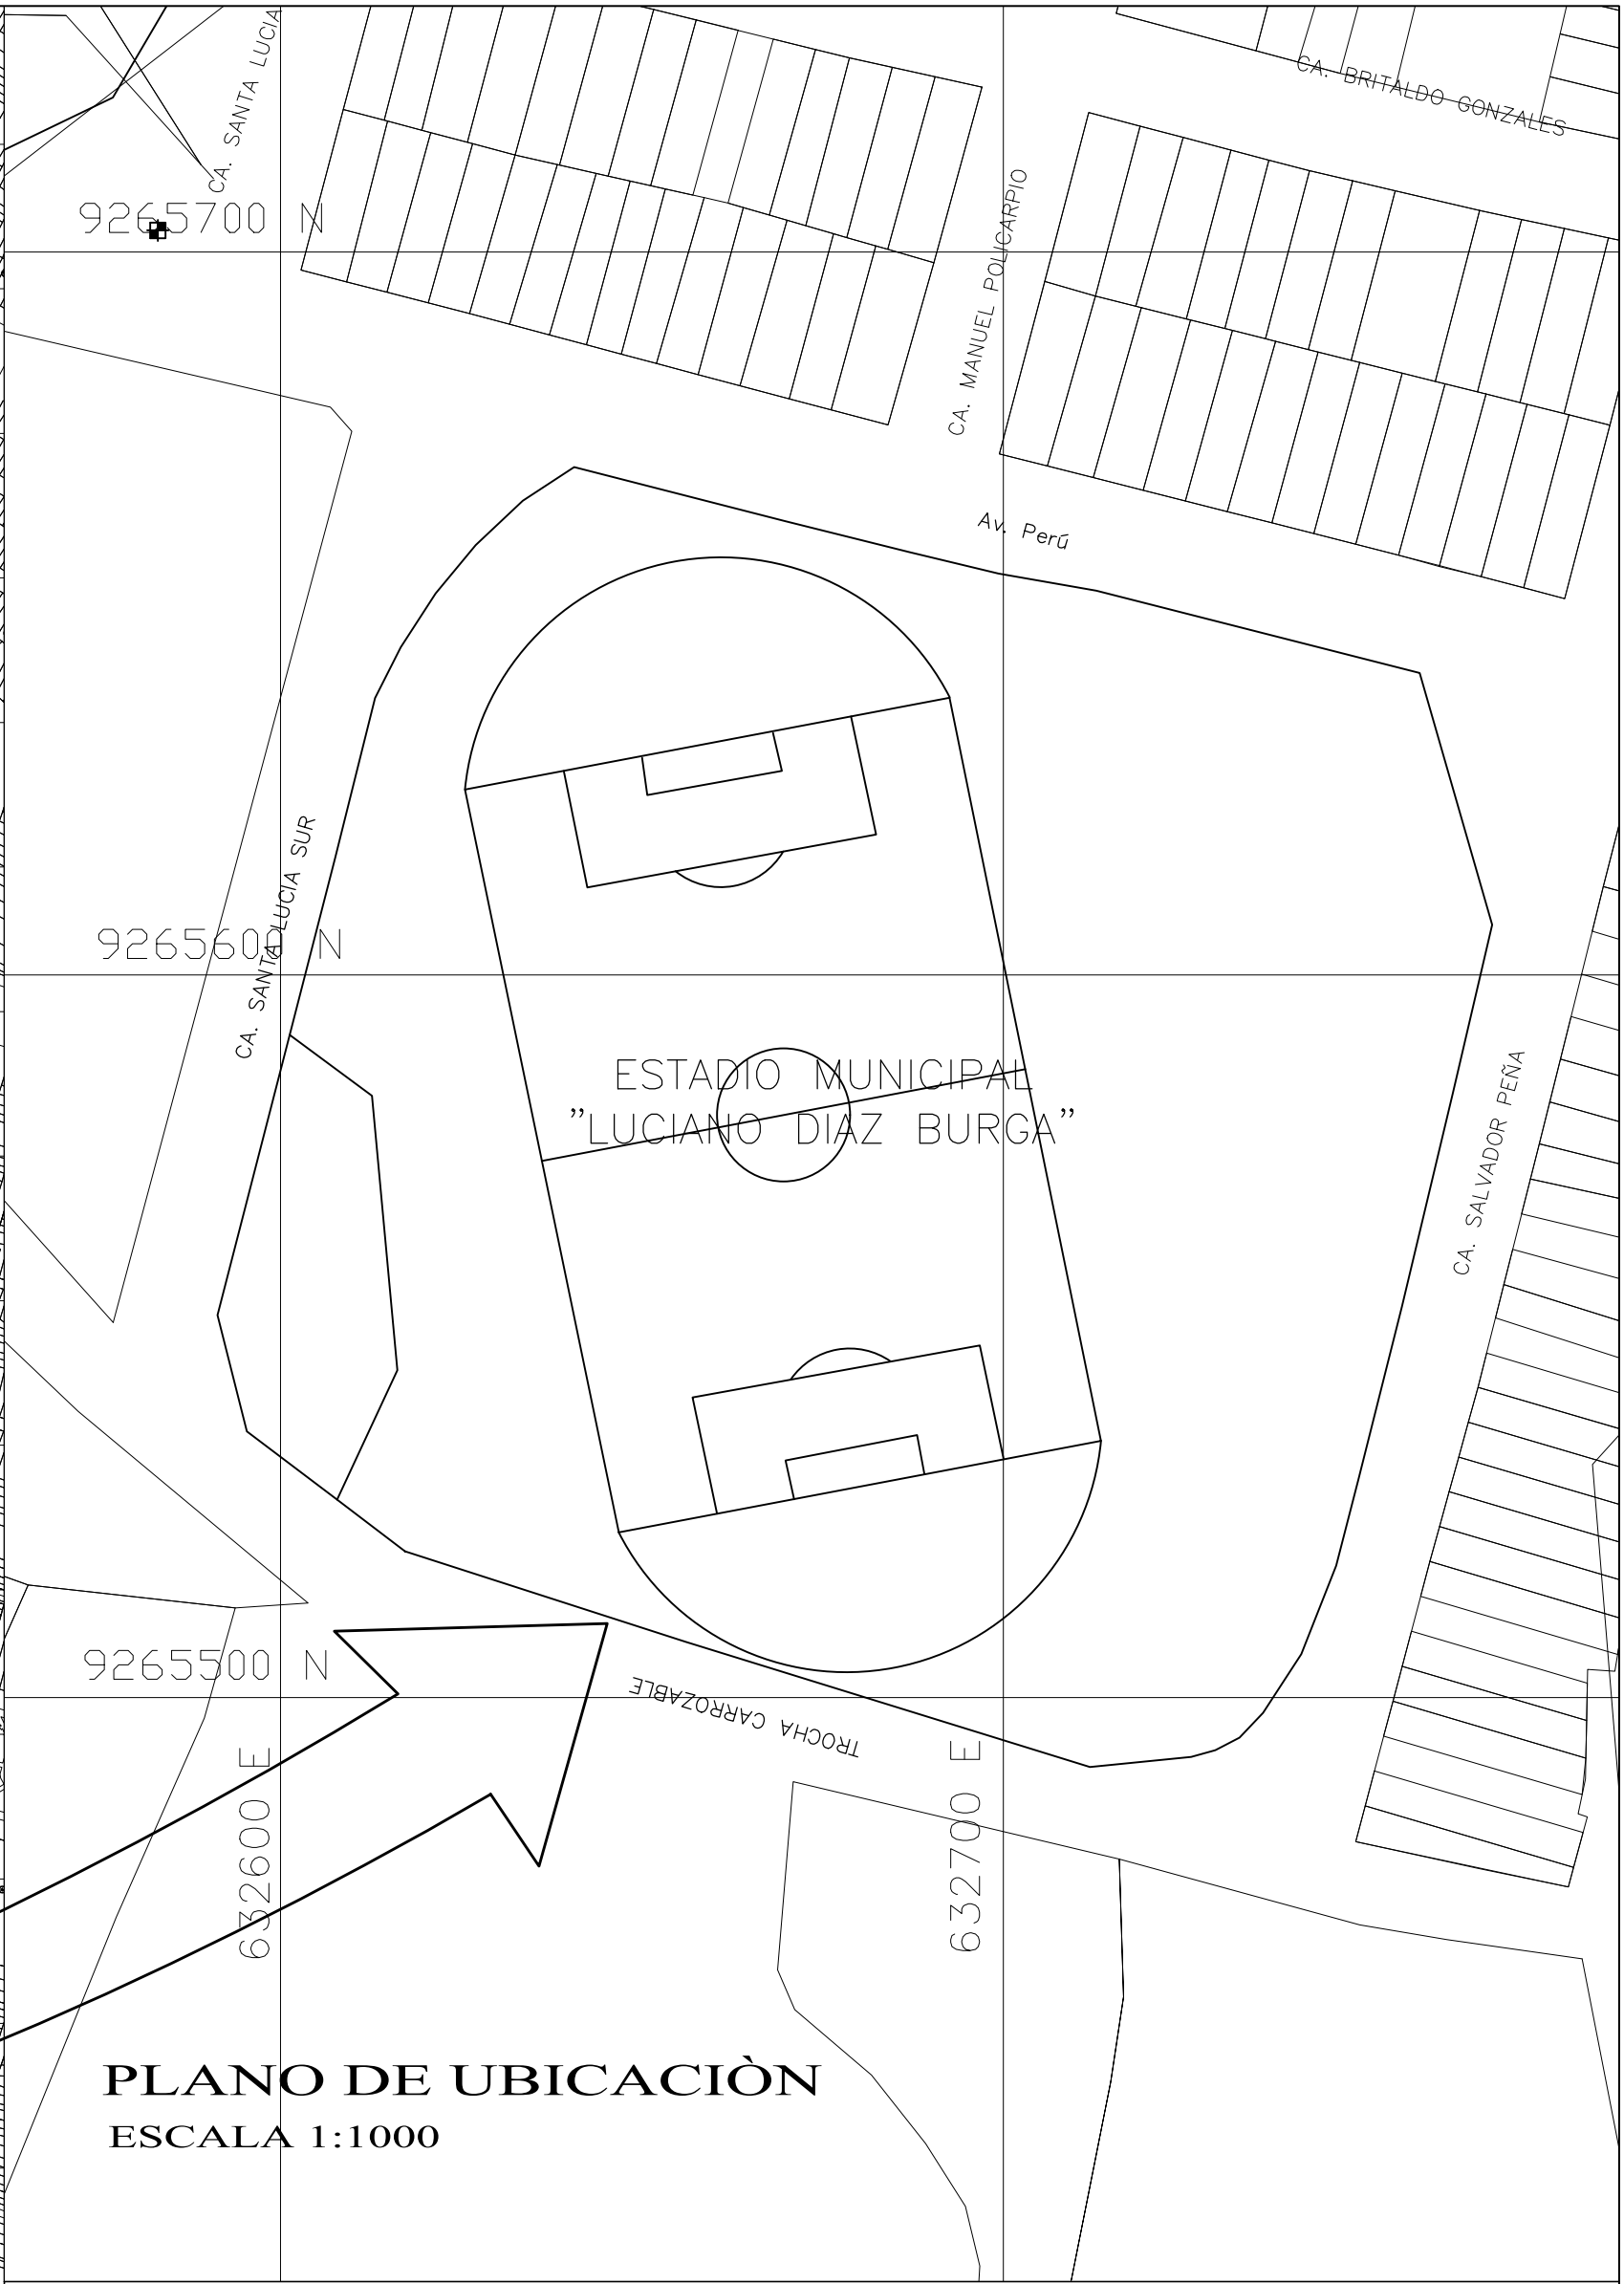 CA. SANTA LUCIA
CA. BRITALDO GONZALES
9265700 N
CA. MANUEL POLICARPIO
Av. Perú
CA. SANTA LUCIA SUR
9265600 N
ESTADIO MUNICIPAL
"LUCIANO DIAZ BURGA"
CA. SALVADOR PEÑA
9265500 N
TROCHA CARROZABLE
632600 E
632700 E
PLANO DE UBICACIÒN
ESCALA 1:1000